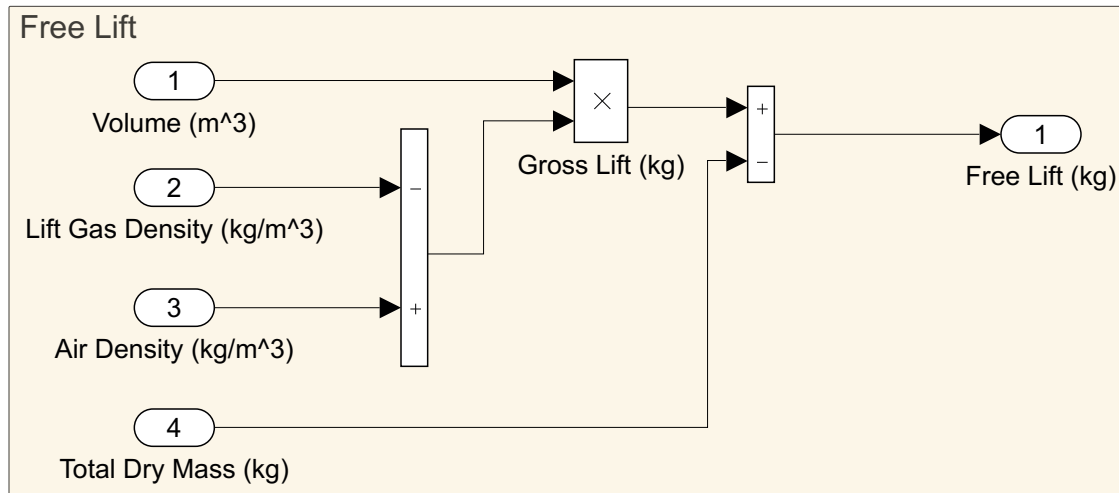 Free Lift
1
Volume (m^3)
2
Lift Gas Density (kg/m^3)
3
Air Density (kg/m^3)
4
Total Dry Mass (kg)
−
+
×
Gross Lift (kg)
+
−
1
Free Lift (kg)